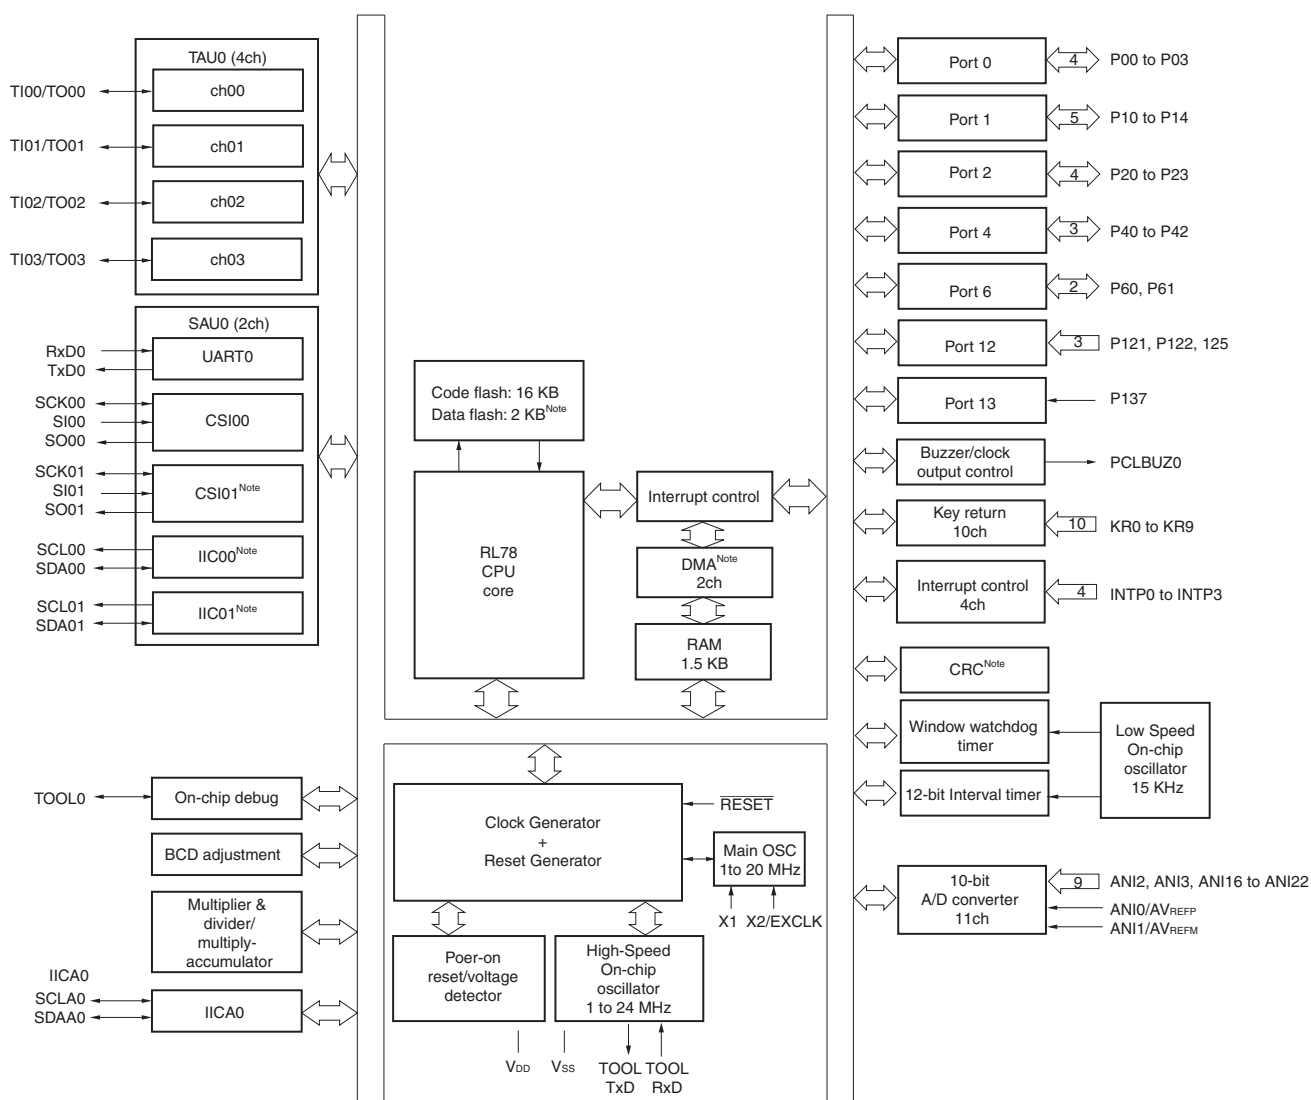 TAU0 (4ch)
TI00/TO00
ch00
TI01/TO01
ch01
TI02/TO02
ch02
TI03/TO03
ch03
SAU0 (2ch)
RxD0
TxD0
UART0
SCK00
SI00
SO00
CSI00
SCK01
SI01
SO01
CSI01Note
SCL00
SDA00
IIC00Note
SCL01
SDA01
IIC01Note
TOOL0
On-chip debug
BCD adjustment
Multiplier &
divider/
multiply-
accumulator
IICA0
SCLA0
SDAA0
IICA0
Code flash: 16 KB
Data flash: 2 KBNote
RL78
CPU
core
Interrupt control
DMANote
2ch
RAM
1.5 KB
Clock Generator
+
Reset Generator
RESET
Main OSC
1to 20 MHz
X1 X2/EXCLK
Poer-on
reset/voltage
detector
High-Speed
On-chip
oscillator
1 to 24 MHz
VDD
VSS
TOOL
TxD
TOOL
RxD
Port 0
4
P00 to P03
Port 1
5
P10 to P14
Port 2
4
P20 to P23
Port 4
3
P40 to P42
Port 6
2
P60, P61
Port 12
3
P121, P122, 125
Port 13
P137
Buzzer/clock
output control
PCLBUZ0
Key return
10ch
10
KR0 to KR9
Interrupt control
4ch
4
INTP0 to INTP3
CRCNote
Window watchdog
timer
12-bit Interval timer
Low Speed
On-chip
oscillator
15 KHz
10-bit
A/D converter
11ch
9
ANI2, ANI3, ANI16 to ANI22
ANI0/AVREFP
ANI1/AVREFM